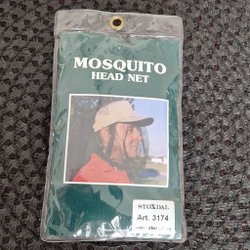 MOSQUITO
HEAD NET
STOXDAL
Art. 3174